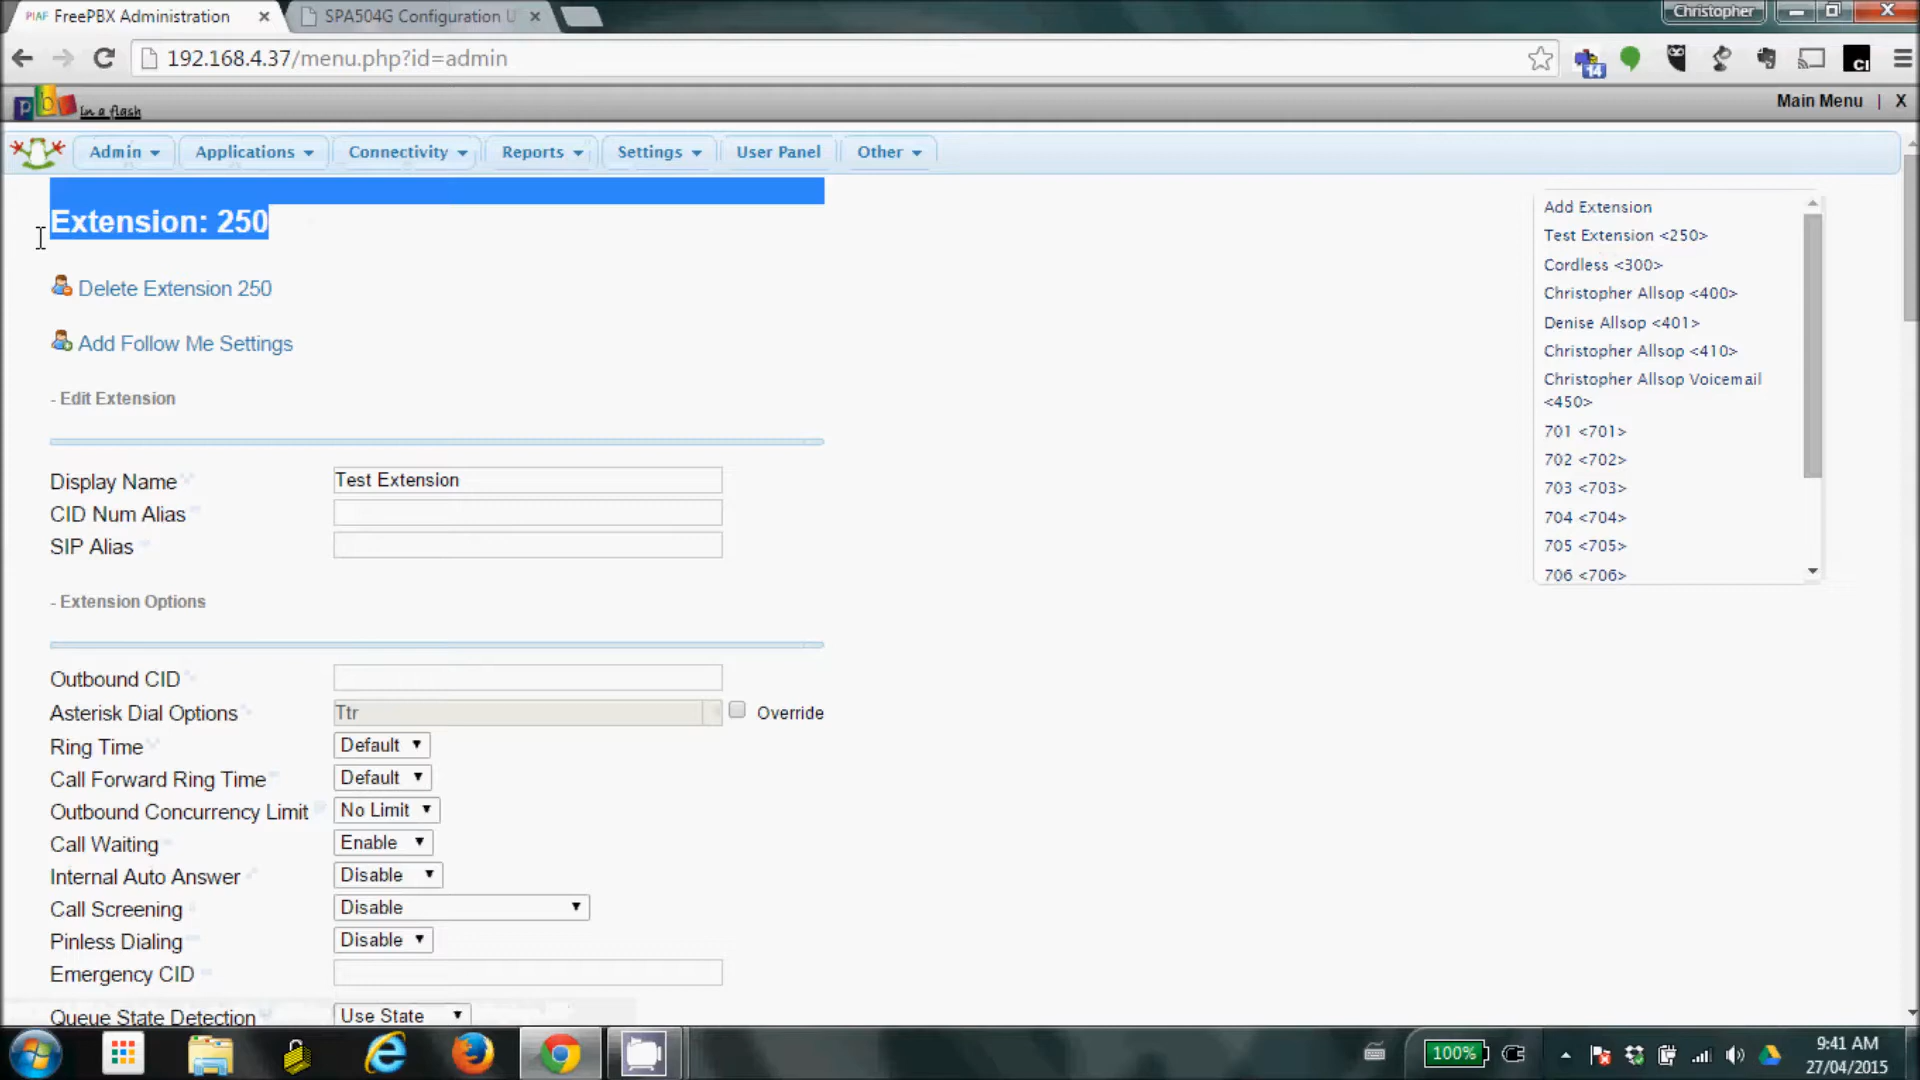 PIAF FreePBX Administration
SPA504G Configuration U
Christopher
192.168.4.37/menu.php?id=admin
14
CI
pbx in a flash
Main Menu | X
Admin
Applications
Connectivity
Reports
Settings
User Panel
Other
Extension: 250
Delete Extension 250
Add Follow Me Settings
- Edit Extension
Display Name Test Extension
CID Num Alias
SIP Alias
- Extension Options
Outbound CID
Asterisk Dial Options Ttr Override
Ring Time Default
Call Forward Ring Time Default
Outbound Concurrency Limit No Limit
Call Waiting Enable
Internal Auto Answer Disable
Call Screening Disable
Pinless Dialing Disable
Emergency CID
Queue State Detection Use State
Add Extension
Test Extension <250>
Cordless <300>
Christopher Allsop <400>
Denise Allsop <401>
Christopher Allsop <410>
Christopher Allsop Voicemail
<450>
701 <701>
702 <702>
703 <703>
704 <704>
705 <705>
706 <706>
100%
9:41 AM
27/04/2015